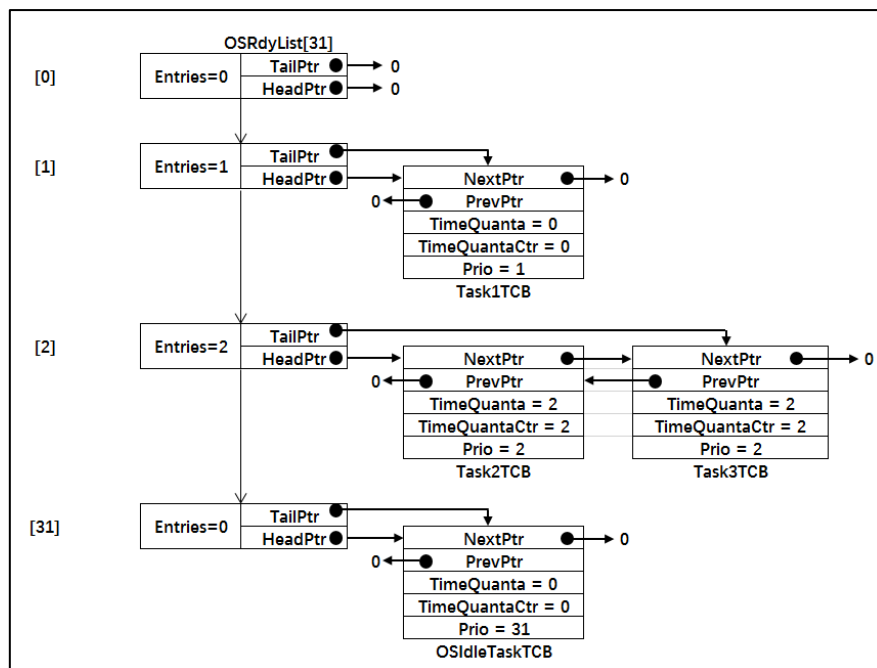 OSRdyList[31]
[0]
Entries=0
TailPtr
0
HeadPtr
0
[1]
Entries=1
TailPtr
HeadPtr
NextPtr
0
0
PrevPtr
TimeQuanta = 0
TimeQuantaCtr = 0
Prio = 1
Task1TCB
[2]
Entries=2
TailPtr
HeadPtr
NextPtr
NextPtr
0
0
PrevPtr
PrevPtr
TimeQuanta = 2
TimeQuanta = 2
TimeQuantaCtr = 2
TimeQuantaCtr = 2
Prio = 2
Prio = 2
Task2TCB
Task3TCB
[31]
Entries=0
TailPtr
HeadPtr
NextPtr
0
0
PrevPtr
TimeQuanta = 0
TimeQuantaCtr = 0
Prio = 31
OSIdleTaskTCB